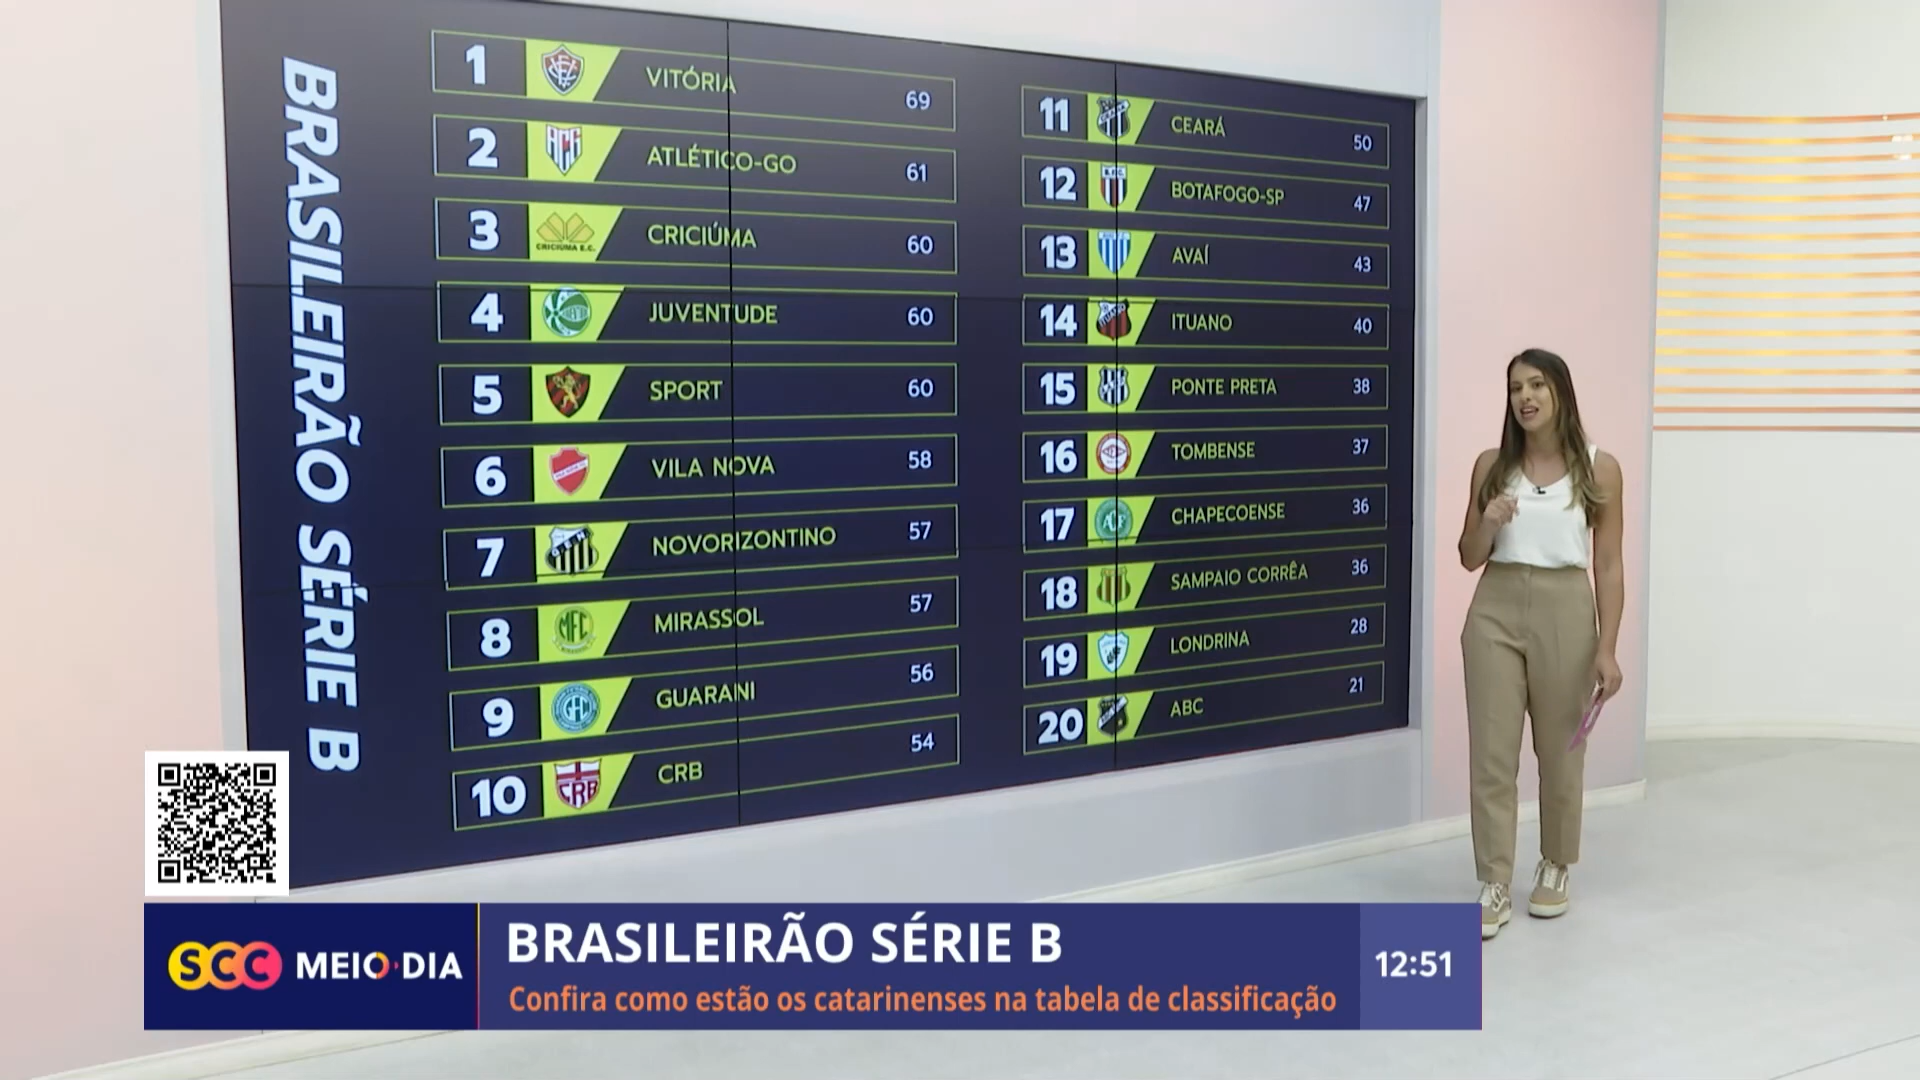 BRASILEIRÃO SÉRIE B
1 VITÓRIA 69
2 ATLÉTICO-GO 61
3 CRICIÚMA 60
4 JUVENTUDE 60
5 SPORT 60
6 VILA NOVA 58
7 NOVORIZONTINO 57
8 MIRASSOL 57
9 GUARANI 56
10 CRB 54
11 CEARÁ 50
12 BOTAFOGO-SP 47
13 AVAÍ 43
14 ITUANO 40
15 PONTE PRETA 38
16 TOMBENSE 37
17 CHAPECOENSE 36
18 SAMPAIO CORRÊA 36
19 LONDRINA 28
20 ABC 21
CRICIÚMA E.C.
MFC
GFC
CRB
SCC MEIO-DIA
BRASILEIRÃO SÉRIE B
Confira como estão os catarinenses na tabela de classificação
12:51